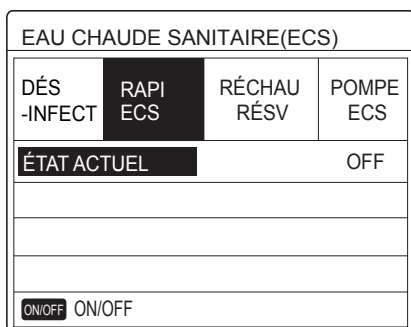 EAU CHAUDE SANITAIRE(ECS)
DÉS
-INFECT
RAPI
ECS
RÉCHAU
RÉSV
POMPE
ECS
ÉTAT ACTUEL OFF
ON/OFF ON/OFF